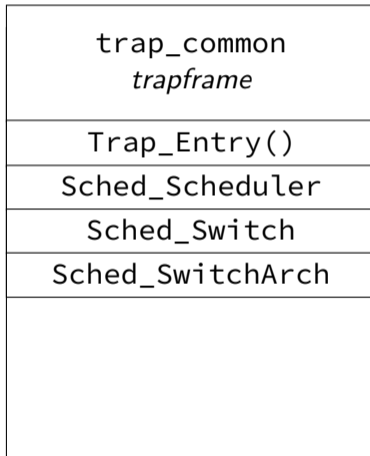 trap_common
trapframe
Trap_Entry()
Sched_Scheduler
Sched_Switch
Sched_SwitchArch